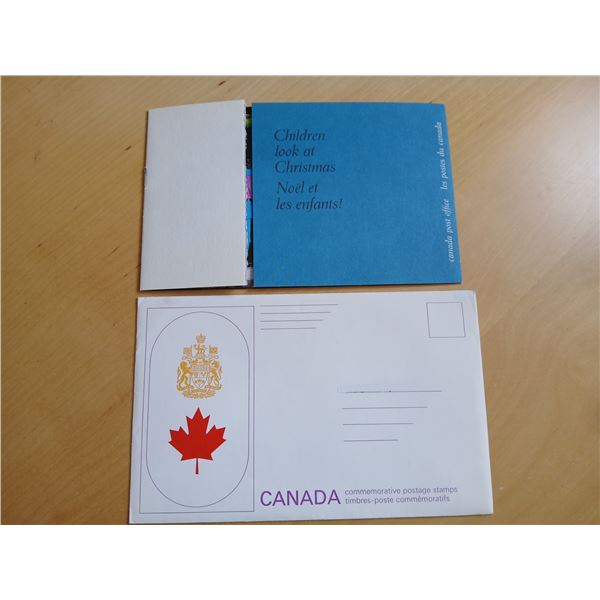 Children
look at
Christmas
Noël et
les enfants!
canada post office · les postes du canada
CANADA commemorative postage stamps
timbres-poste commémoratifs